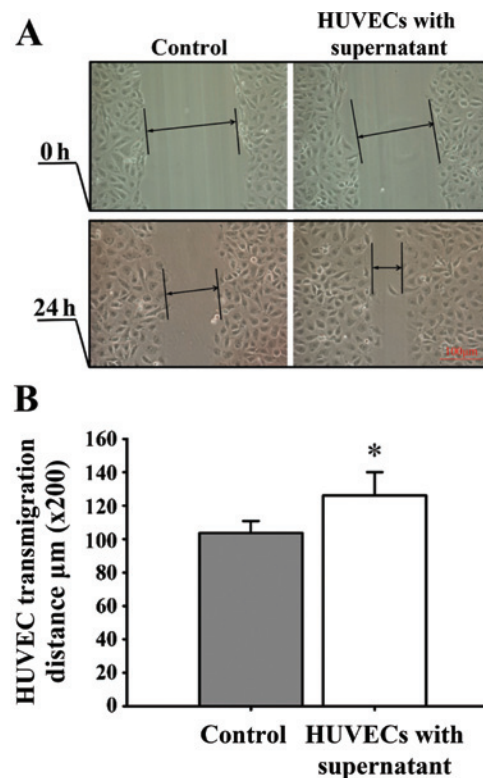 A
Control
HUVECs with
supernatant
0 h
24 h
B
HUVEC transmigration
distance µm (x200)
160
140
120
100
80
60
40
20
0
*
Control
HUVECs with
supernatant